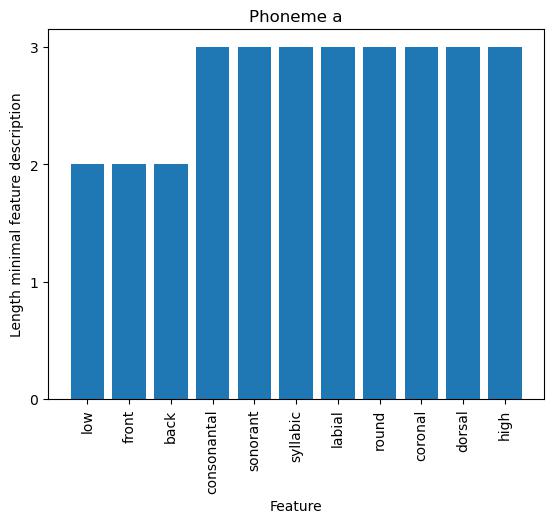 Phoneme a
Length minimal feature description
3
2
1
0
low
front
back
consonantal
sonorant
syllabic
labial
round
coronal
dorsal
high
Feature